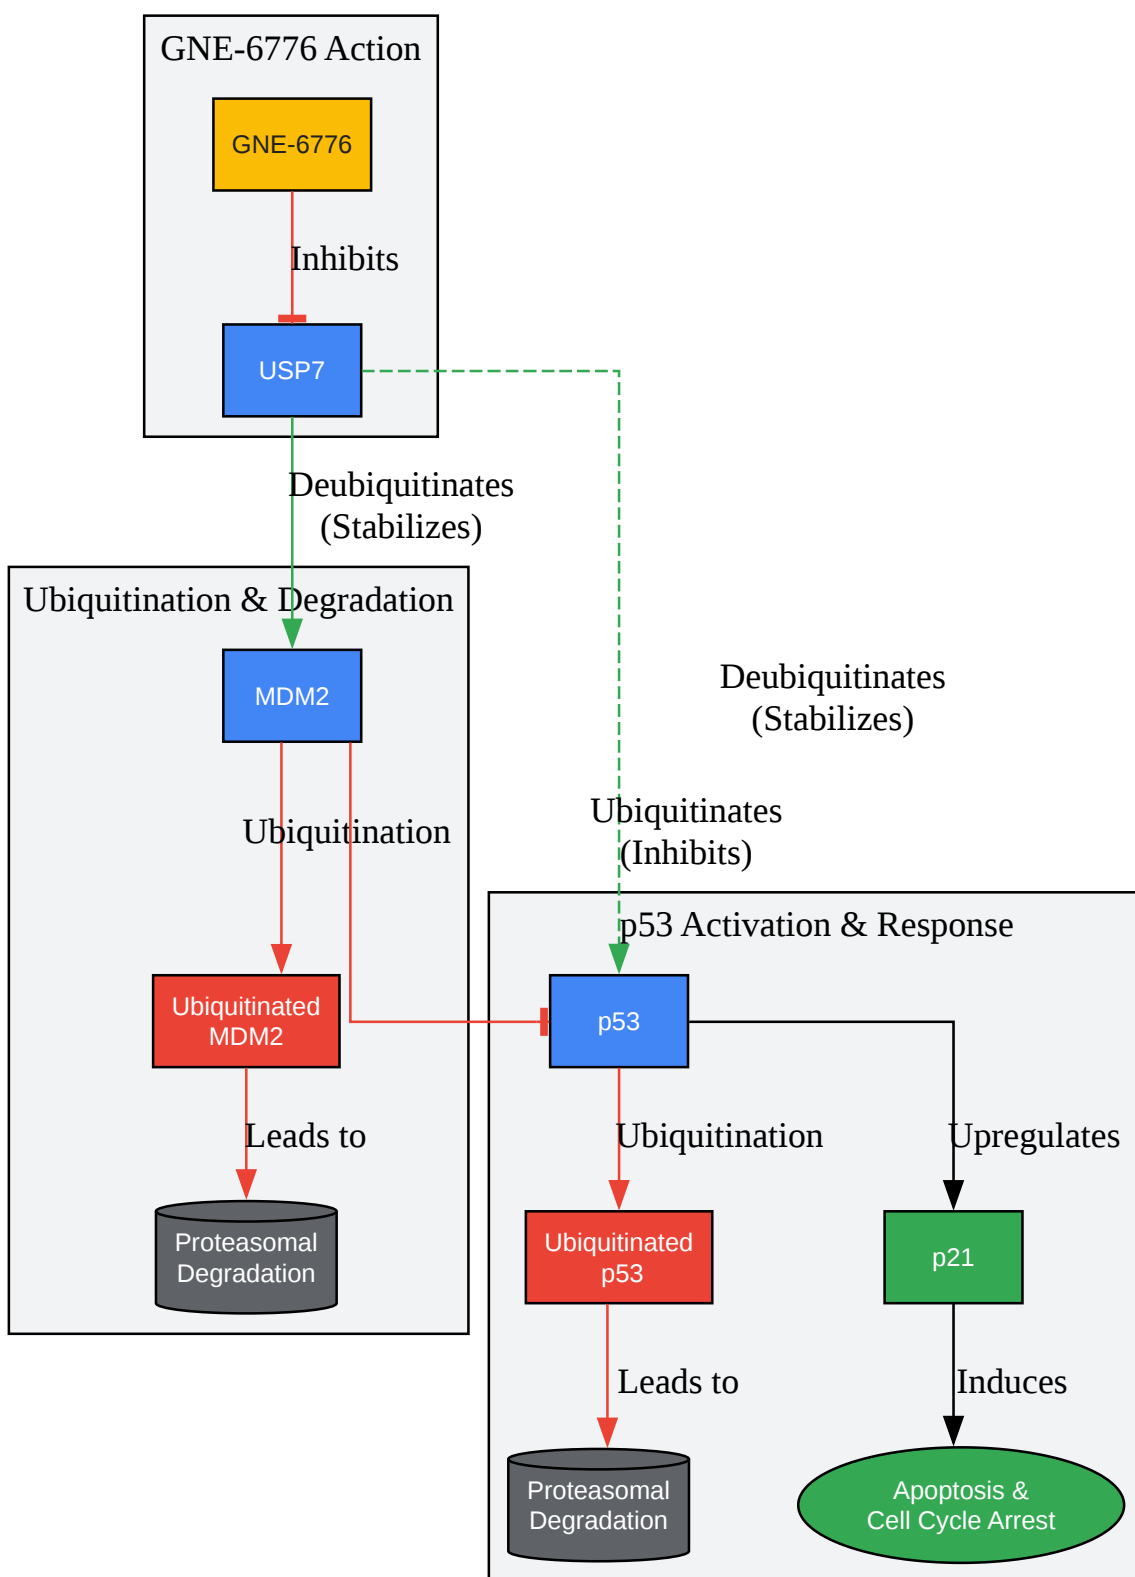 GNE-6776 Action
GNE-6776
Inhibits
USP7
Deubiquitinates
(Stabilizes)
Ubiquitination & Degradation
MDM2
Deubiquitinates
(Stabilizes)
Ubiquitination
Ubiquitinates
(Inhibits)
p53 Activation & Response
Ubiquitinated
MDM2
p53
Leads to
Ubiquitination
Upregulates
Proteasomal
Degradation
Ubiquitinated
p53
p21
Leads to
Induces
Proteasomal
Degradation
Apoptosis &
Cell Cycle Arrest